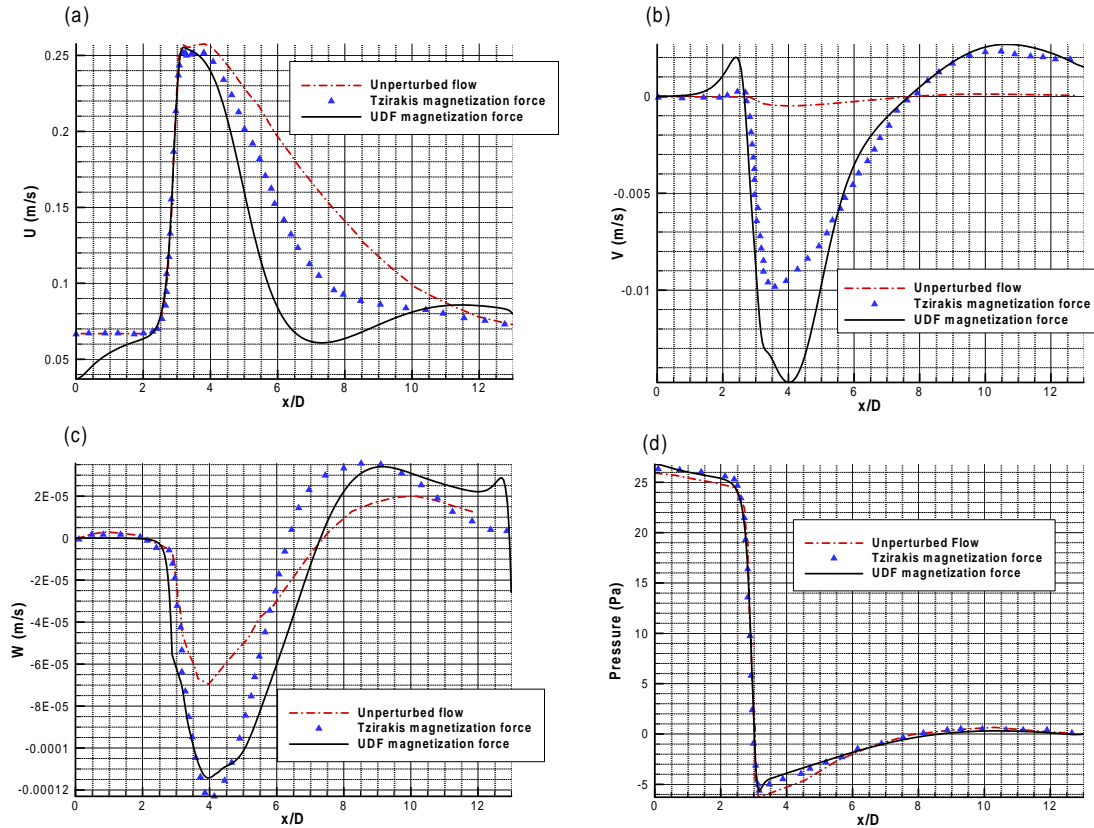 (a)
0.25
0.2
0.15
0.1
0.05
U (m/s)
0 2 4 6 8 10 12
x/D
Unperturbed flow
Tzirakis magnetization force
UDF magnetization force
(b)
0
-0.005
-0.01
V (m/s)
0 2 4 6 8 10 12
x/D
Unperturbed flow
Tzirakis magnetization force
UDF magnetization force
(c)
2E-05
0
-2E-05
-4E-05
-6E-05
-8E-05
-0.0001
-0.00012
W (m/s)
0 2 4 6 8 10 12
x/D
Unperturbed flow
Tzirakis magnetization force
UDF magnetization force
(d)
25
20
15
10
5
0
-5
Pressure (Pa)
0 2 4 6 8 10 12
x/D
Unperturbed Flow
Tzirakis magnetization force
UDF magnetization force